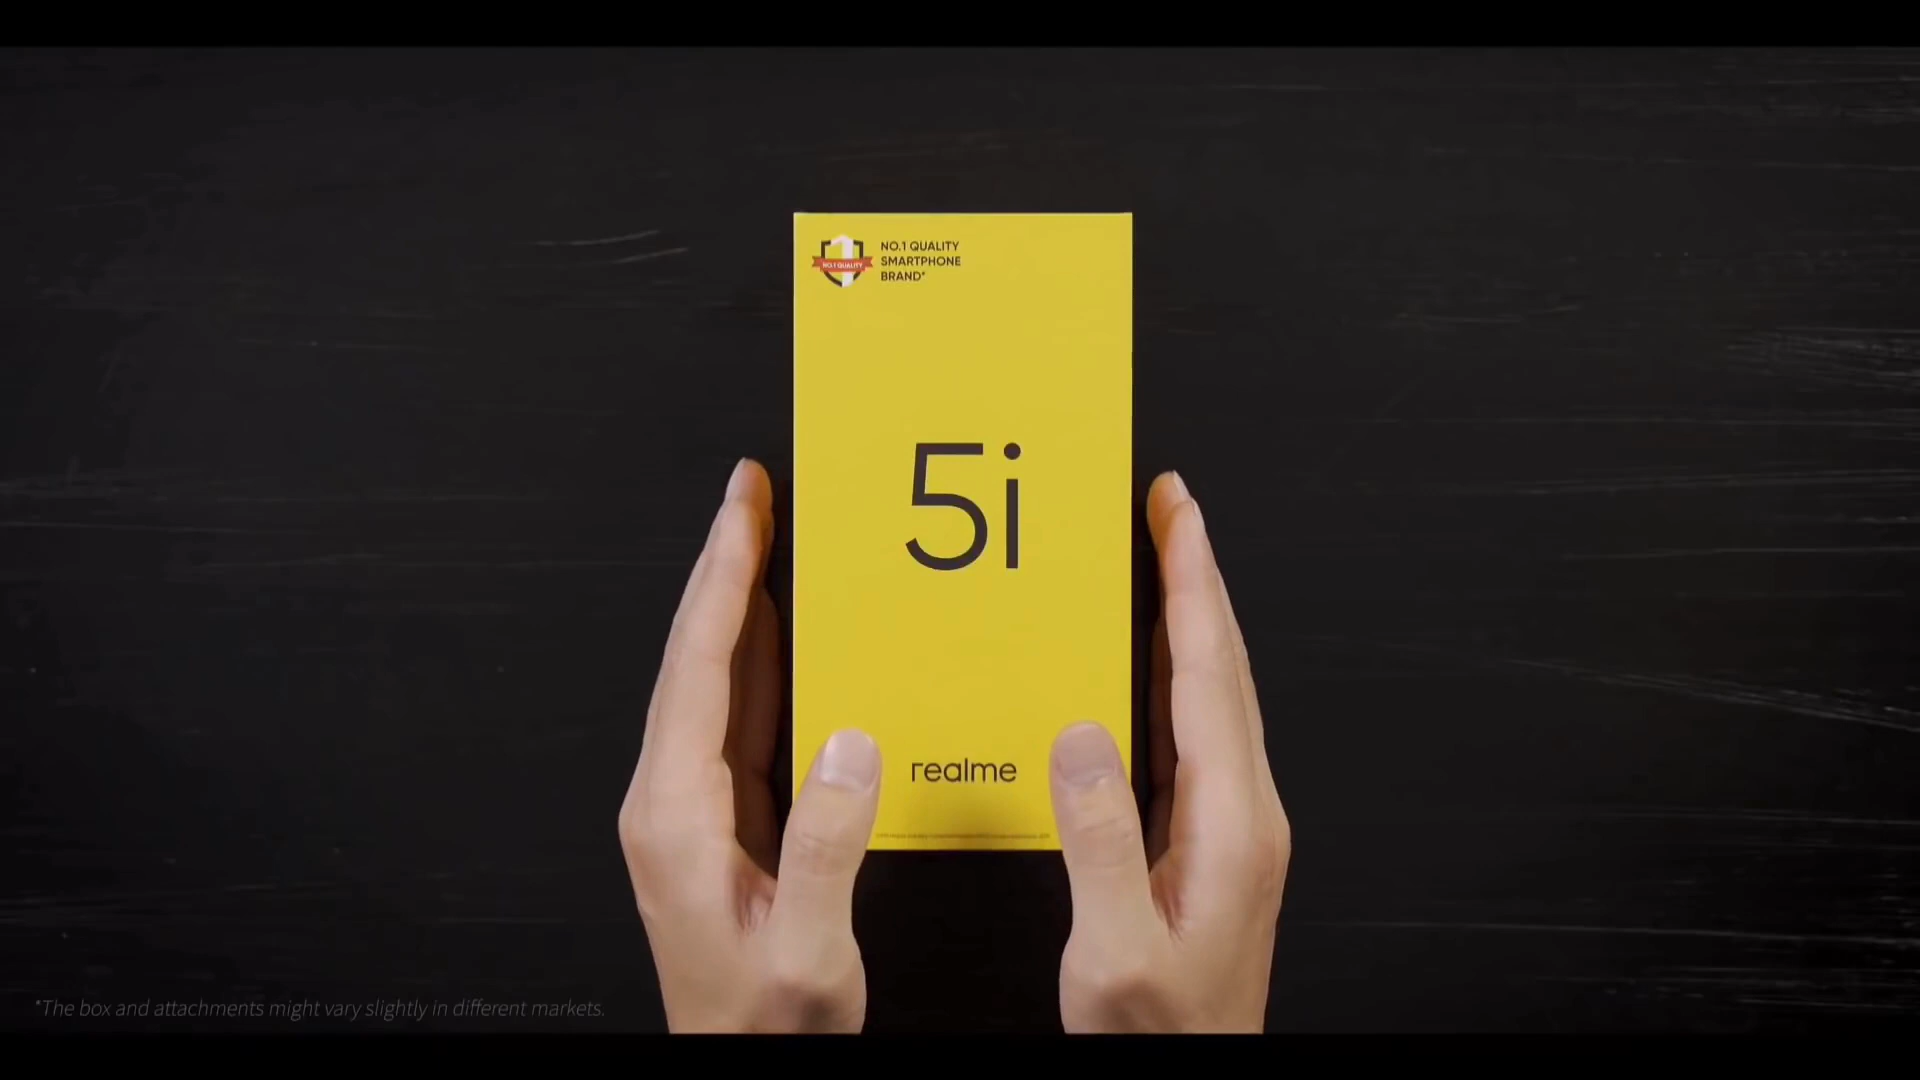 NO.1 QUALITY
NO.1 QUALITY
SMARTPHONE
BRAND*
5i
realme
*The box and attachments might vary slightly in different markets.